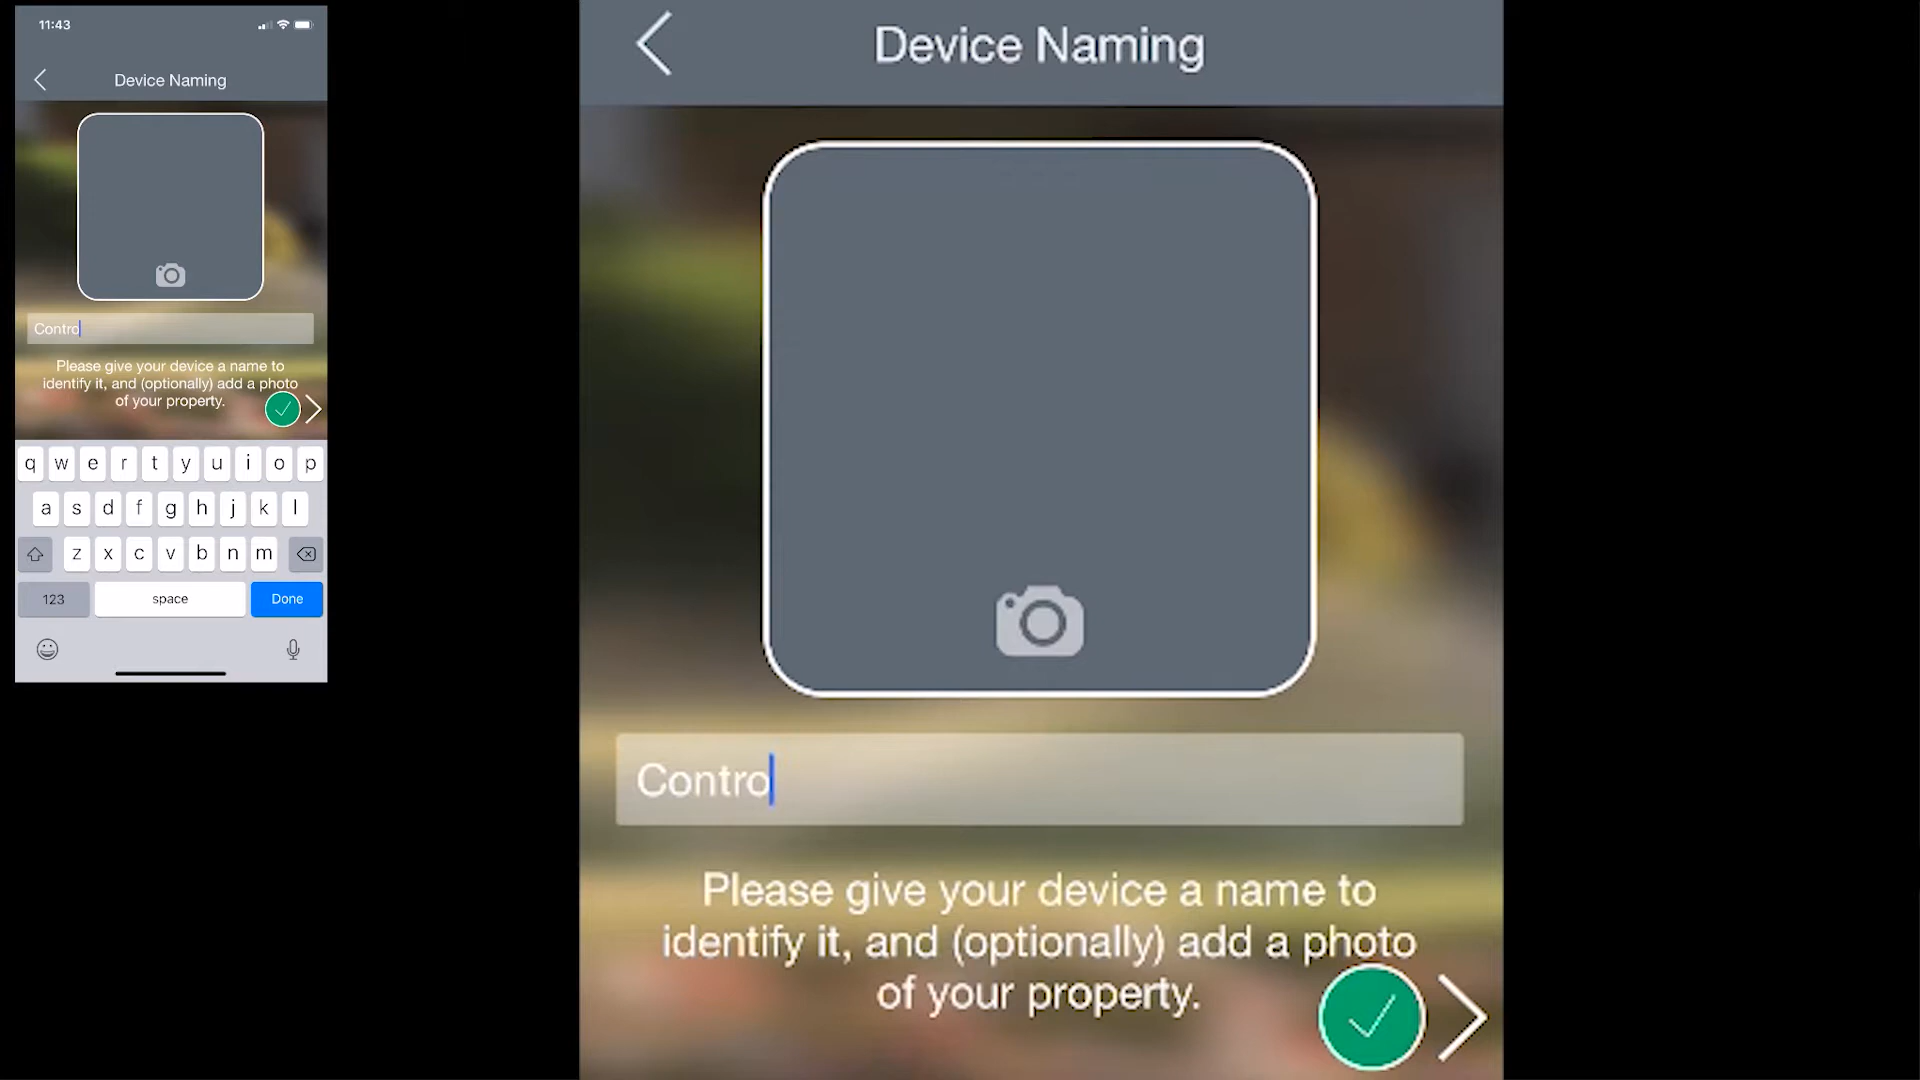 11:43
Device Naming
Contro
Please give your device a name to
identify it, and (optionally) add a photo
of your property.
q w e r t y u i o p
a s d f g h j k l
z x c v b n m
123 space Done
Device Naming
Contro
Please give your device a name to
identify it, and (optionally) add a photo
of your property.